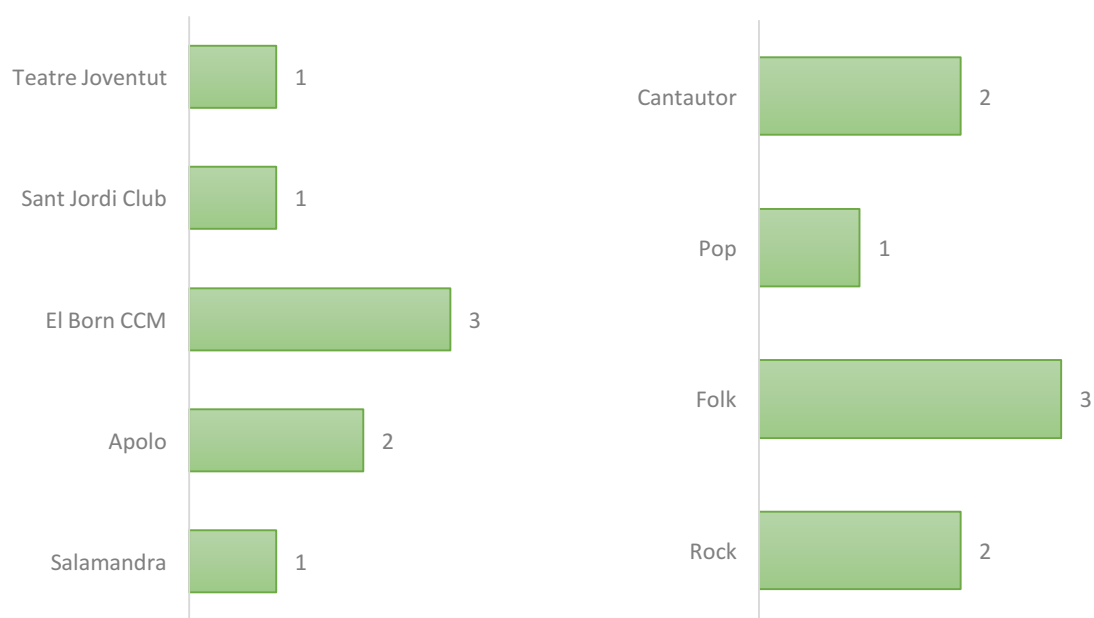 Teatre Joventut 1
Sant Jordi Club 1
El Born CCM 3
Apolo 2
Salamandra 1
Cantautor 2
Pop 1
Folk 3
Rock 2